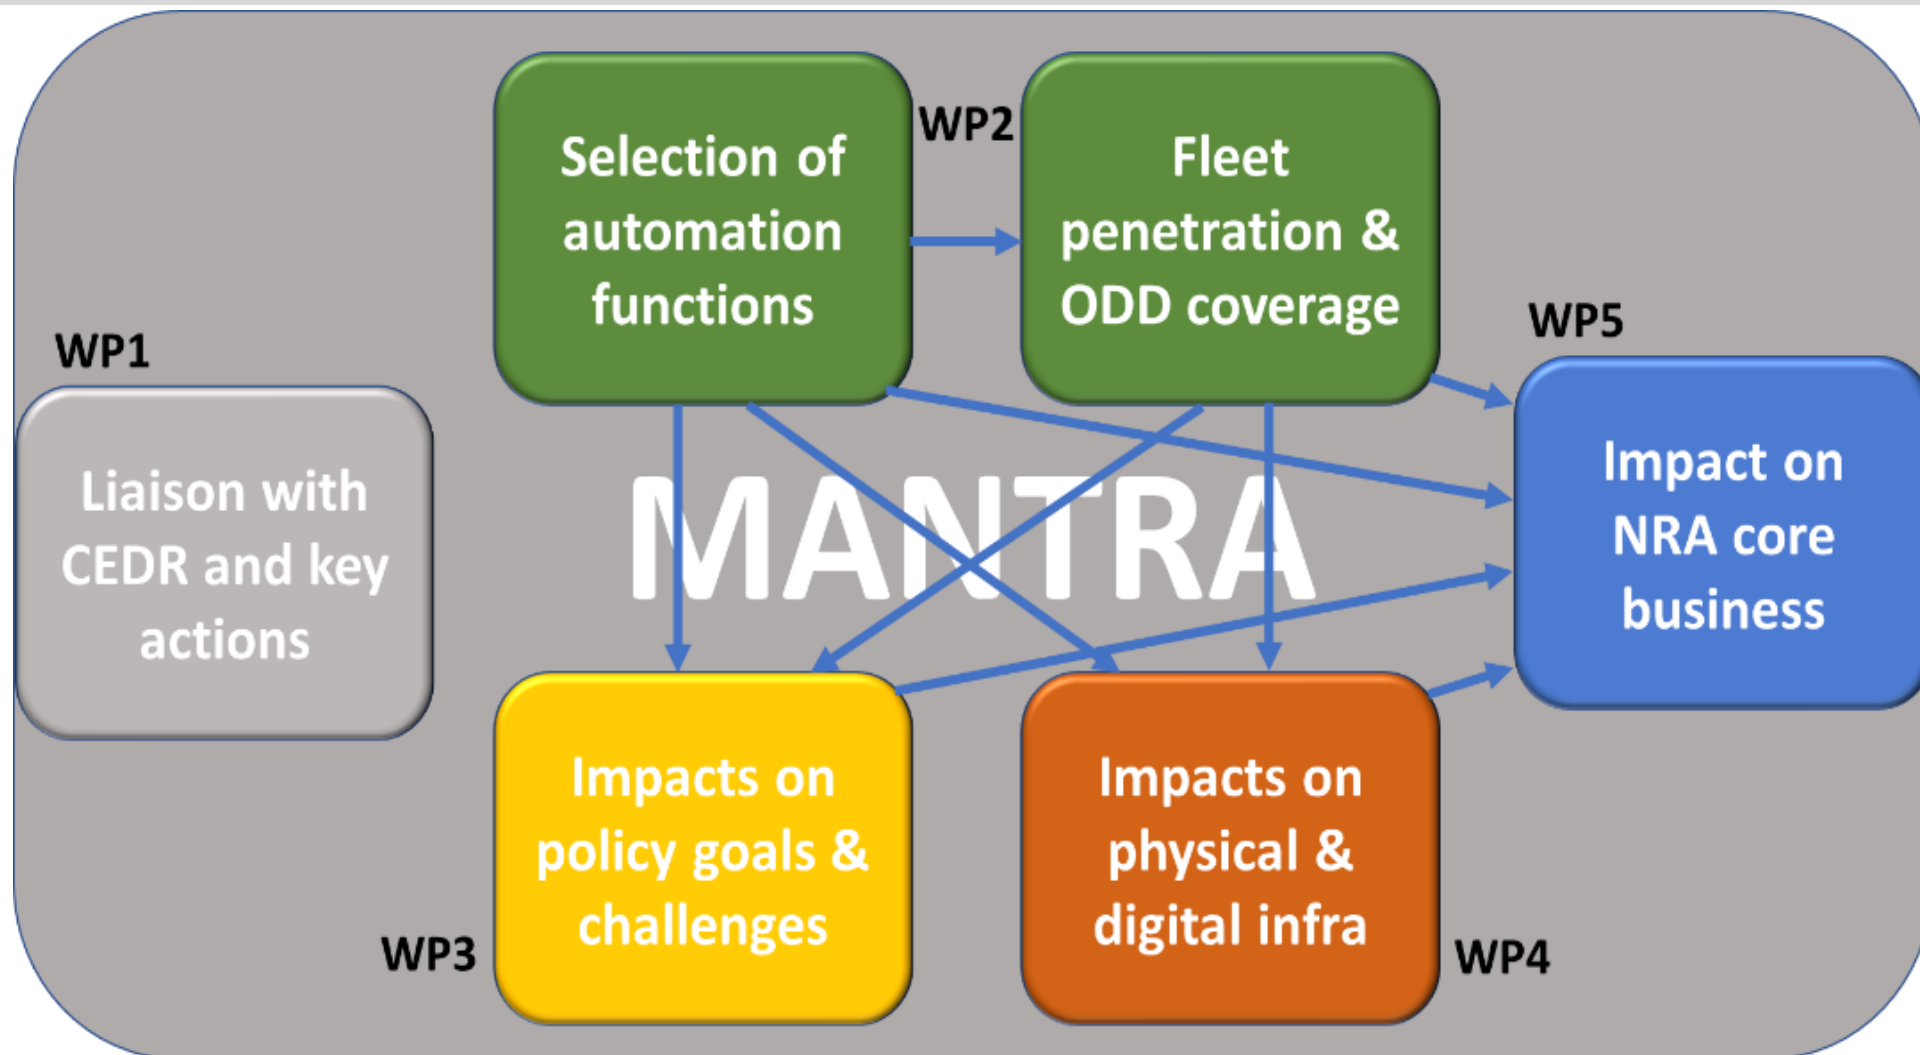 WP1
Liaison with
CEDR and key
actions
Selection of
automation
functions
WP2
Fleet
penetration &
ODD coverage
MANTRA
WP5
Impact on
NRA core
business
WP3
Impacts on
policy goals &
challenges
Impacts on
physical &
digital infra
WP4